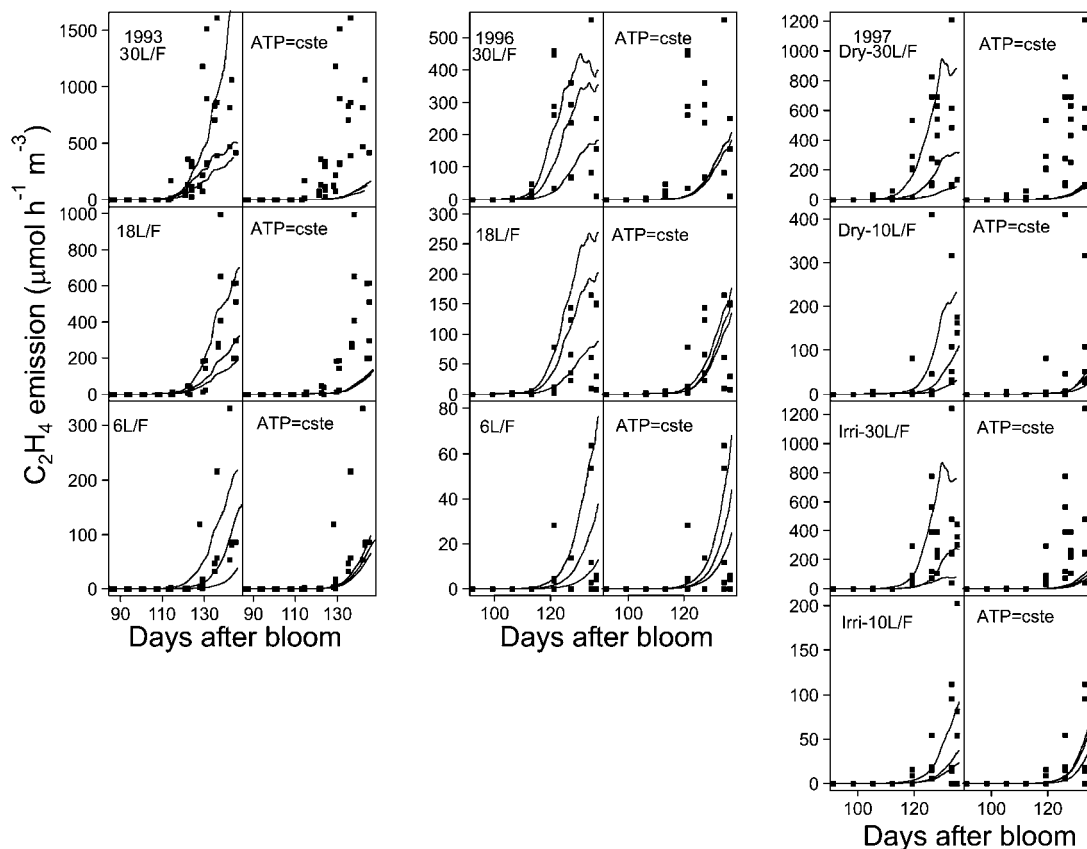 C2H4 emission (μmol h-1 m-3)
1993
30L/F
ATP=cste
1500
1000
500
0
18L/F
ATP=cste
1000
800
600
400
200
0
6L/F
ATP=cste
300
200
100
0
90 110 130 90 110 130
Days after bloom
1996
30L/F
ATP=cste
500
400
300
200
100
0
18L/F
ATP=cste
300
250
200
150
100
50
0
6L/F
ATP=cste
80
60
40
20
0
100 120 100 120
Days after bloom
1997
Dry-30L/F
ATP=cste
1200
1000
800
600
400
200
0
Dry-10L/F
ATP=cste
400
300
200
100
0
Irri-30L/F
ATP=cste
1200
1000
800
600
400
200
0
Irri-10L/F
ATP=cste
200
150
100
50
0
100 120 100 120
Days after bloom